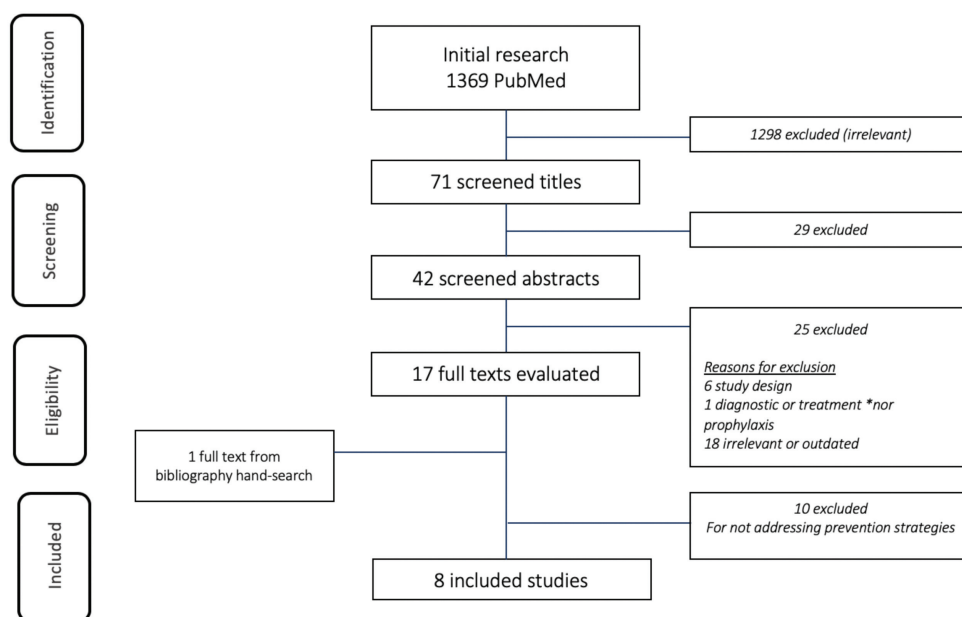 Identification
Initial research
1369 PubMed
1298 excluded (irrelevant)
71 screened titles
Screening
29 excluded
42 screened abstracts
25 excluded
Reasons for exclusion
6 study design
1 diagnostic or treatment *nor
prophylaxis
18 irrelevant or outdated
Eligibility
17 full texts evaluated
1 full text from
bibliography hand-search
10 excluded
For not addressing prevention strategies
Included
8 included studies